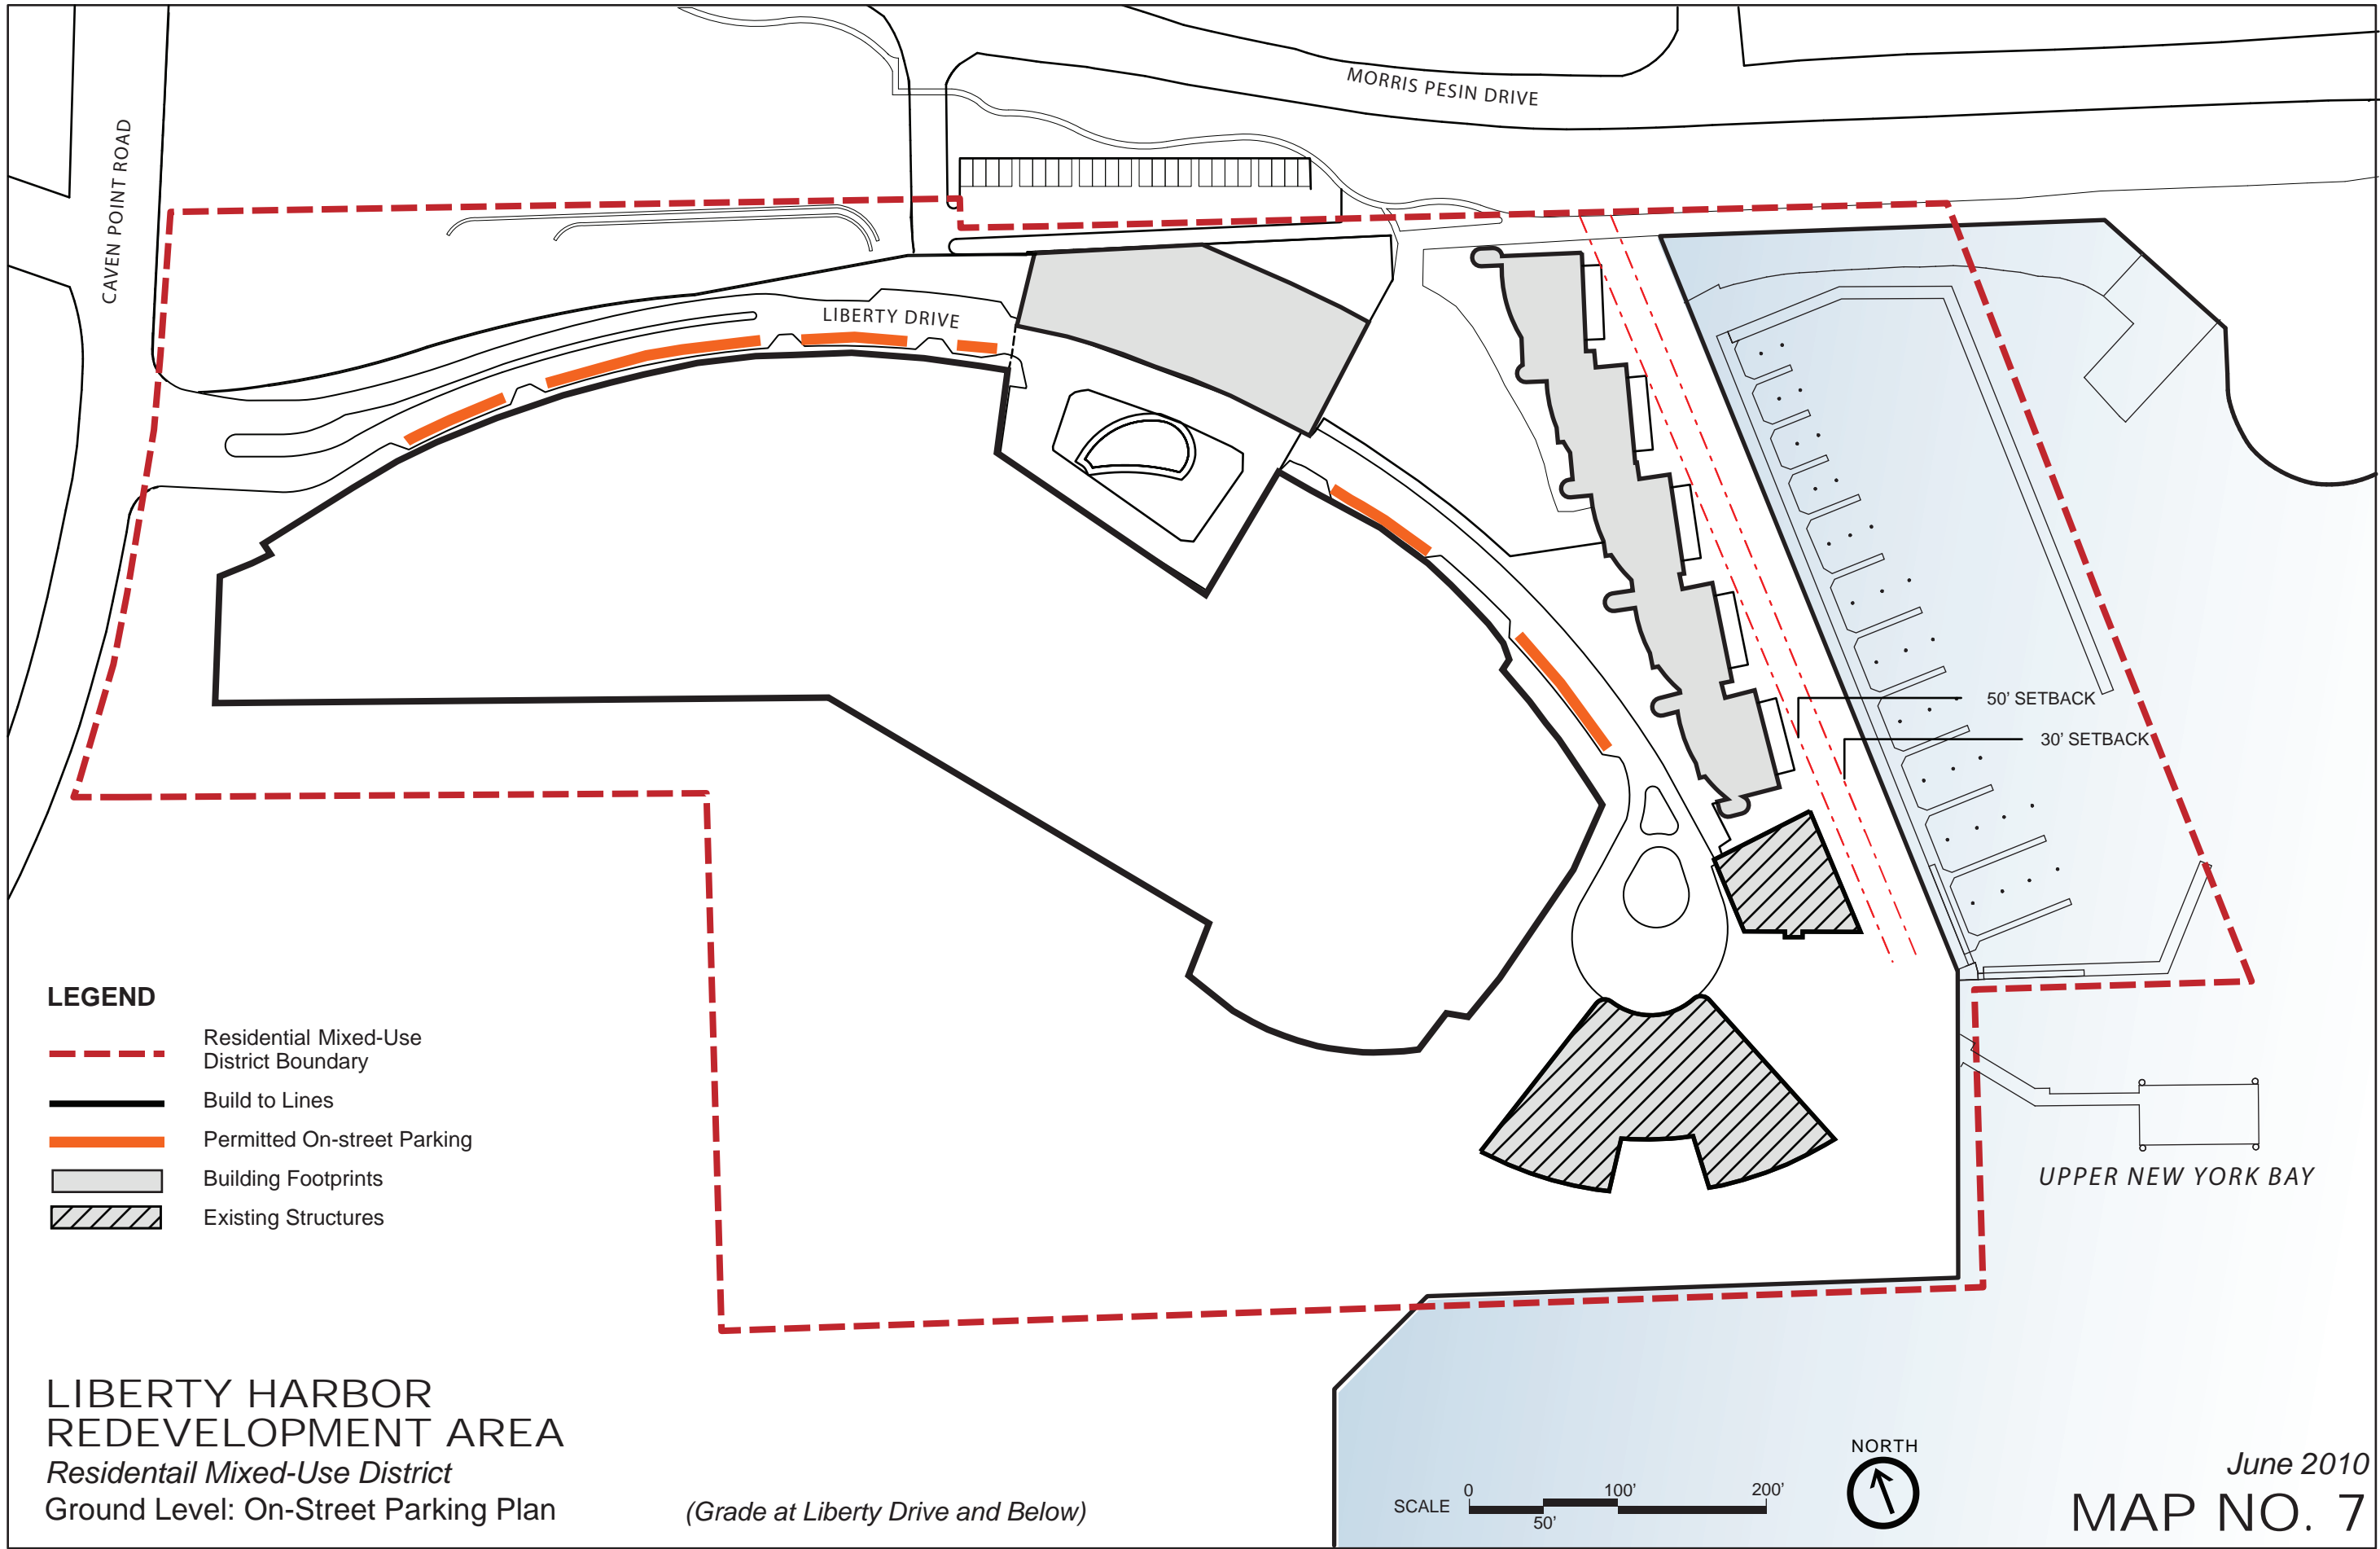 MORRIS PESIN DRIVE
CAVEN POINT ROAD
LIBERTY DRIVE
50' SETBACK
30' SETBACK
LEGEND
Residential Mixed-Use
District Boundary
Build to Lines
Permitted On-street Parking
Building Footprints
Existing Structures
UPPER NEW YORK BAY
LIBERTY HARBOR
REDEVELOPMENT AREA
Residentail Mixed-Use District
Ground Level: On-Street Parking Plan
(Grade at Liberty Drive and Below)
SCALE
0
100'
200'
50'
NORTH
June 2010
MAP NO. 7